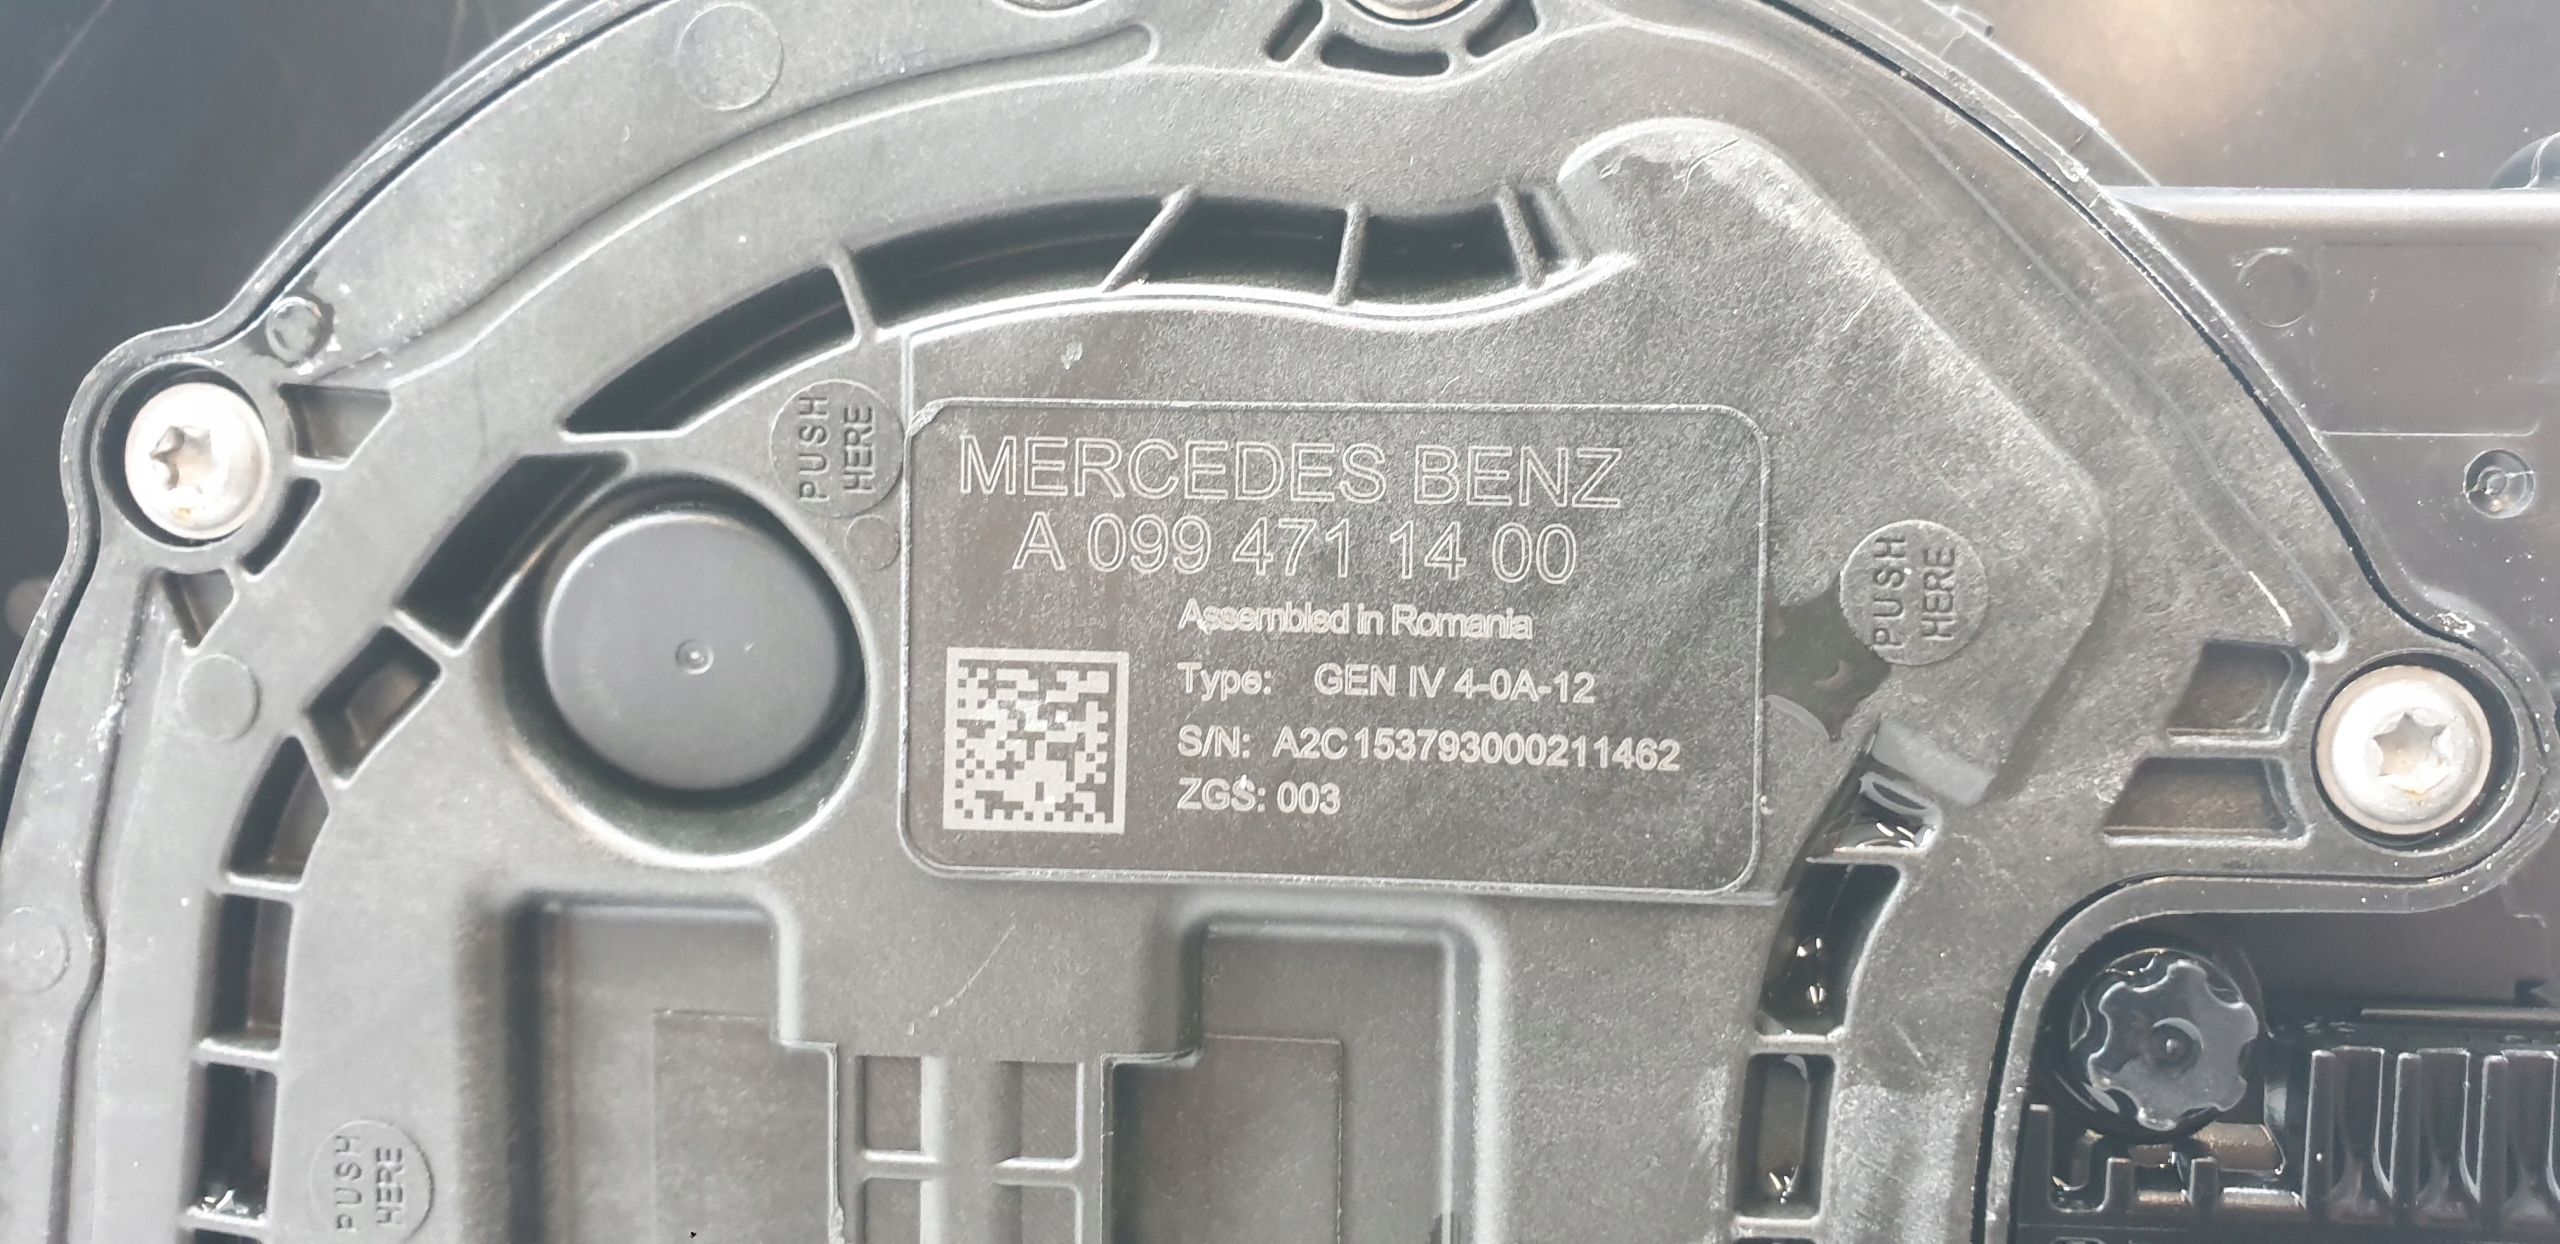 PUSH
HERE
MERCEDES BENZ
A 099 471 14 00
Assembled in Romania
Type: GEN IV 4-0A-12
S/N: A2C153793000211462
ZGS: 003
PUSH
HERE
PUSH
HERE